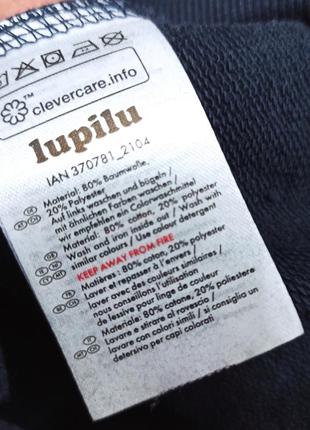 clevercare.info
lupilu
IAN 370781_2104
Material: 80% Baumwolle,
20% Polyester
Auf links waschen und bügeln /
mit ähnlichen Farben waschen /
wir empfehlen ein Colorwaschmittel
Material: 80% cotton, 20% polyester
Wash and iron inside out / Wash with
similar colours / Use colour detergent
KEEP AWAY FROM FIRE
Matières : 80% coton, 20% polyester
Laver et repasser à l'envers /
laver avec des couleurs similaires /
nous conseillons l'utilisation
de lessive pour linge de couleur
Materiale: 80% cotone, 20% poliestere
Lavare e stirare al rovescio /
lavare con colori simili / si consiglia un
detersivo per capi colorati